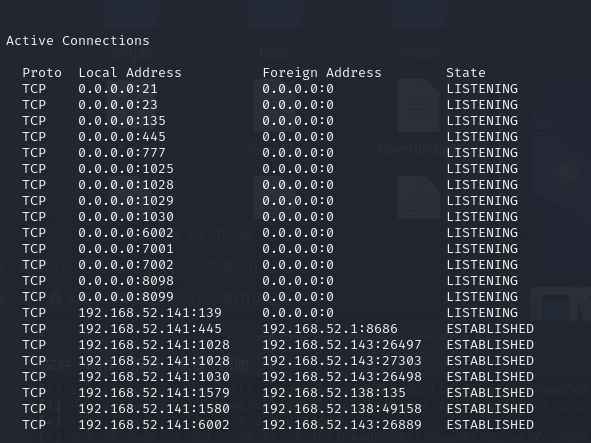 Active Connections
Proto Local Address Foreign Address State
TCP 0.0.0.0:21 0.0.0.0:0 LISTENING
TCP 0.0.0.0:23 0.0.0.0:0 LISTENING
TCP 0.0.0.0:135 0.0.0.0:0 LISTENING
TCP 0.0.0.0:445 0.0.0.0:0 LISTENING
TCP 0.0.0.0:777 0.0.0.0:0 LISTENING
TCP 0.0.0.0:1025 0.0.0.0:0 LISTENING
TCP 0.0.0.0:1028 0.0.0.0:0 LISTENING
TCP 0.0.0.0:1029 0.0.0.0:0 LISTENING
TCP 0.0.0.0:1030 0.0.0.0:0 LISTENING
TCP 0.0.0.0:6002 0.0.0.0:0 LISTENING
TCP 0.0.0.0:7001 0.0.0.0:0 LISTENING
TCP 0.0.0.0:7002 0.0.0.0:0 LISTENING
TCP 0.0.0.0:8098 0.0.0.0:0 LISTENING
TCP 0.0.0.0:8099 0.0.0.0:0 LISTENING
TCP 192.168.52.141:139 0.0.0.0:0 LISTENING
TCP 192.168.52.141:445 192.168.52.1:8686 ESTABLISHED
TCP 192.168.52.141:1028 192.168.52.143:26497 ESTABLISHED
TCP 192.168.52.141:1028 192.168.52.143:27303 ESTABLISHED
TCP 192.168.52.141:1030 192.168.52.143:26498 ESTABLISHED
TCP 192.168.52.141:1579 192.168.52.138:135 ESTABLISHED
TCP 192.168.52.141:1580 192.168.52.138:49158 ESTABLISHED
TCP 192.168.52.141:6002 192.168.52.143:26889 ESTABLISHED
scripts tools vendor